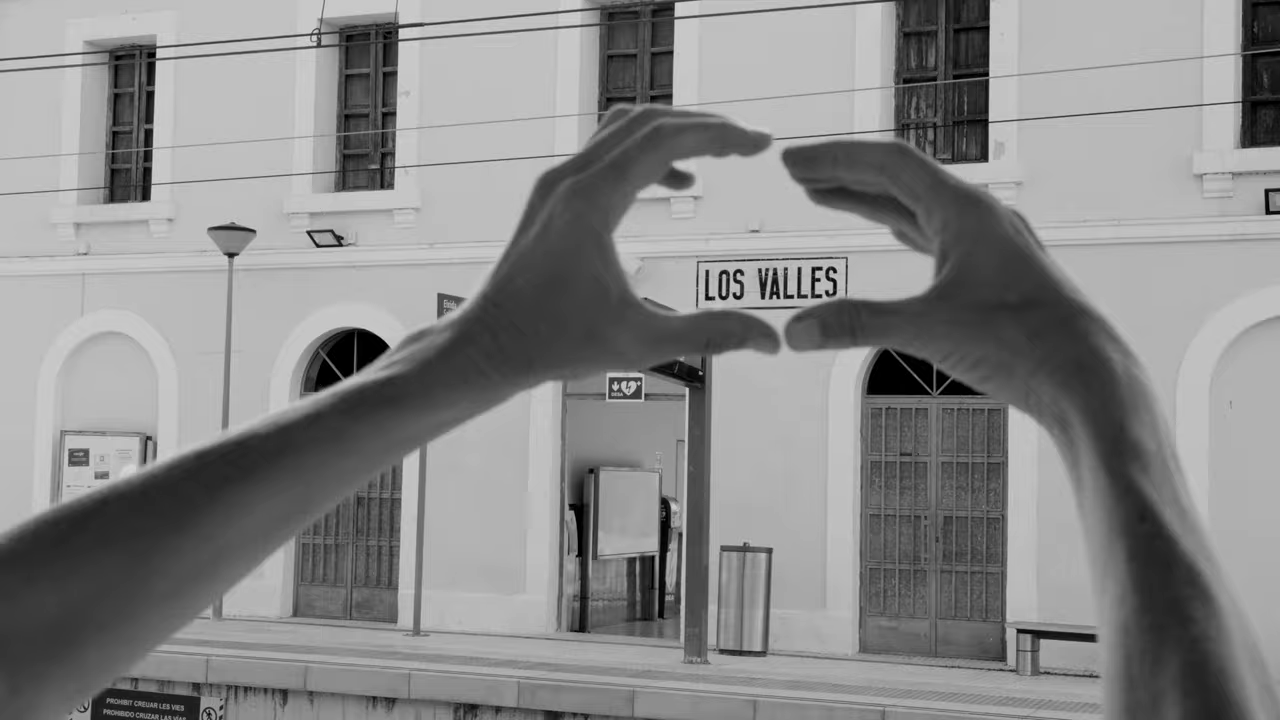 LOS VALLES
PROHIBIT CREUAR LES VIES
PROHIBIDO CRUZAR LAS VÍAS